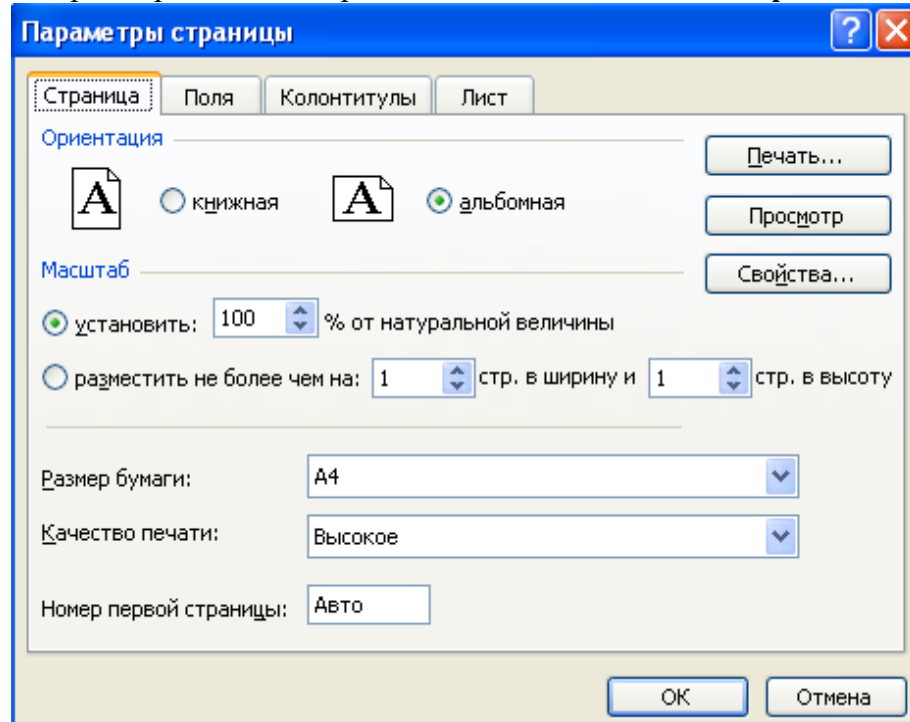 Параметры страницы
Страница Поля Колонтитулы Лист
Ориентация
Печать...
A книжная A альбомная
Просмотр
Масштаб
Свойства...
установить: 100 % от натуральной величины
разместить не более чем на: 1 стр. в ширину и 1 стр. в высоту
Размер бумаги: A4
Качество печати: Высокое
Номер первой страницы: Авто
ОК Отмена